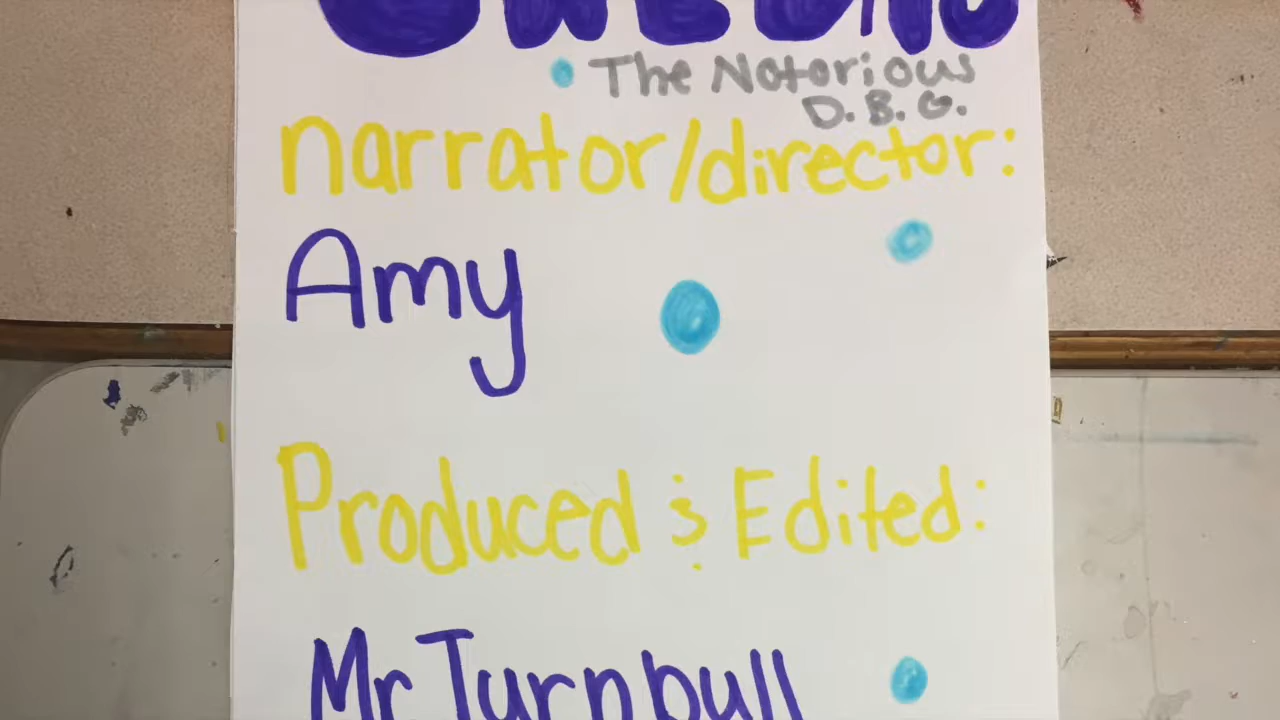 The Notorious
D.B.G.
narrator/director:
Amy
Produced & Edited:
Mr Turnbull